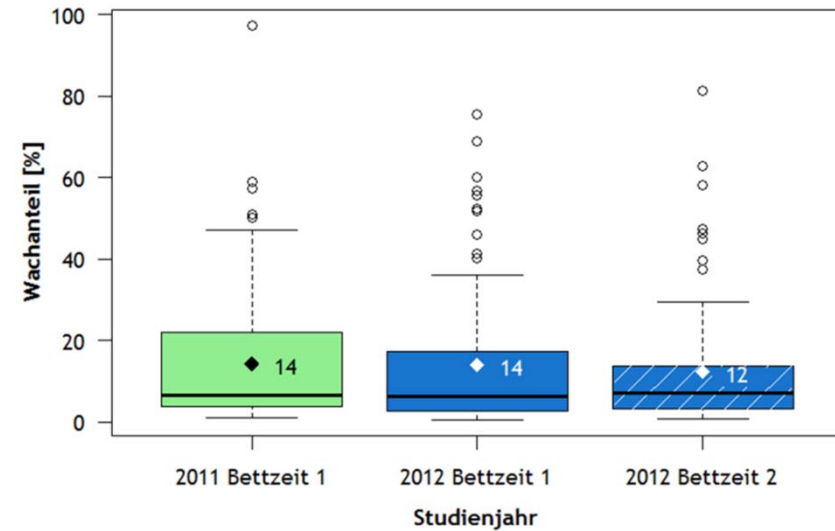 100
80
60
40
20
0
Wachanteil [%]
14
14
12
2011 Bettzeit 1
2012 Bettzeit 1
2012 Bettzeit 2
Studienjahr